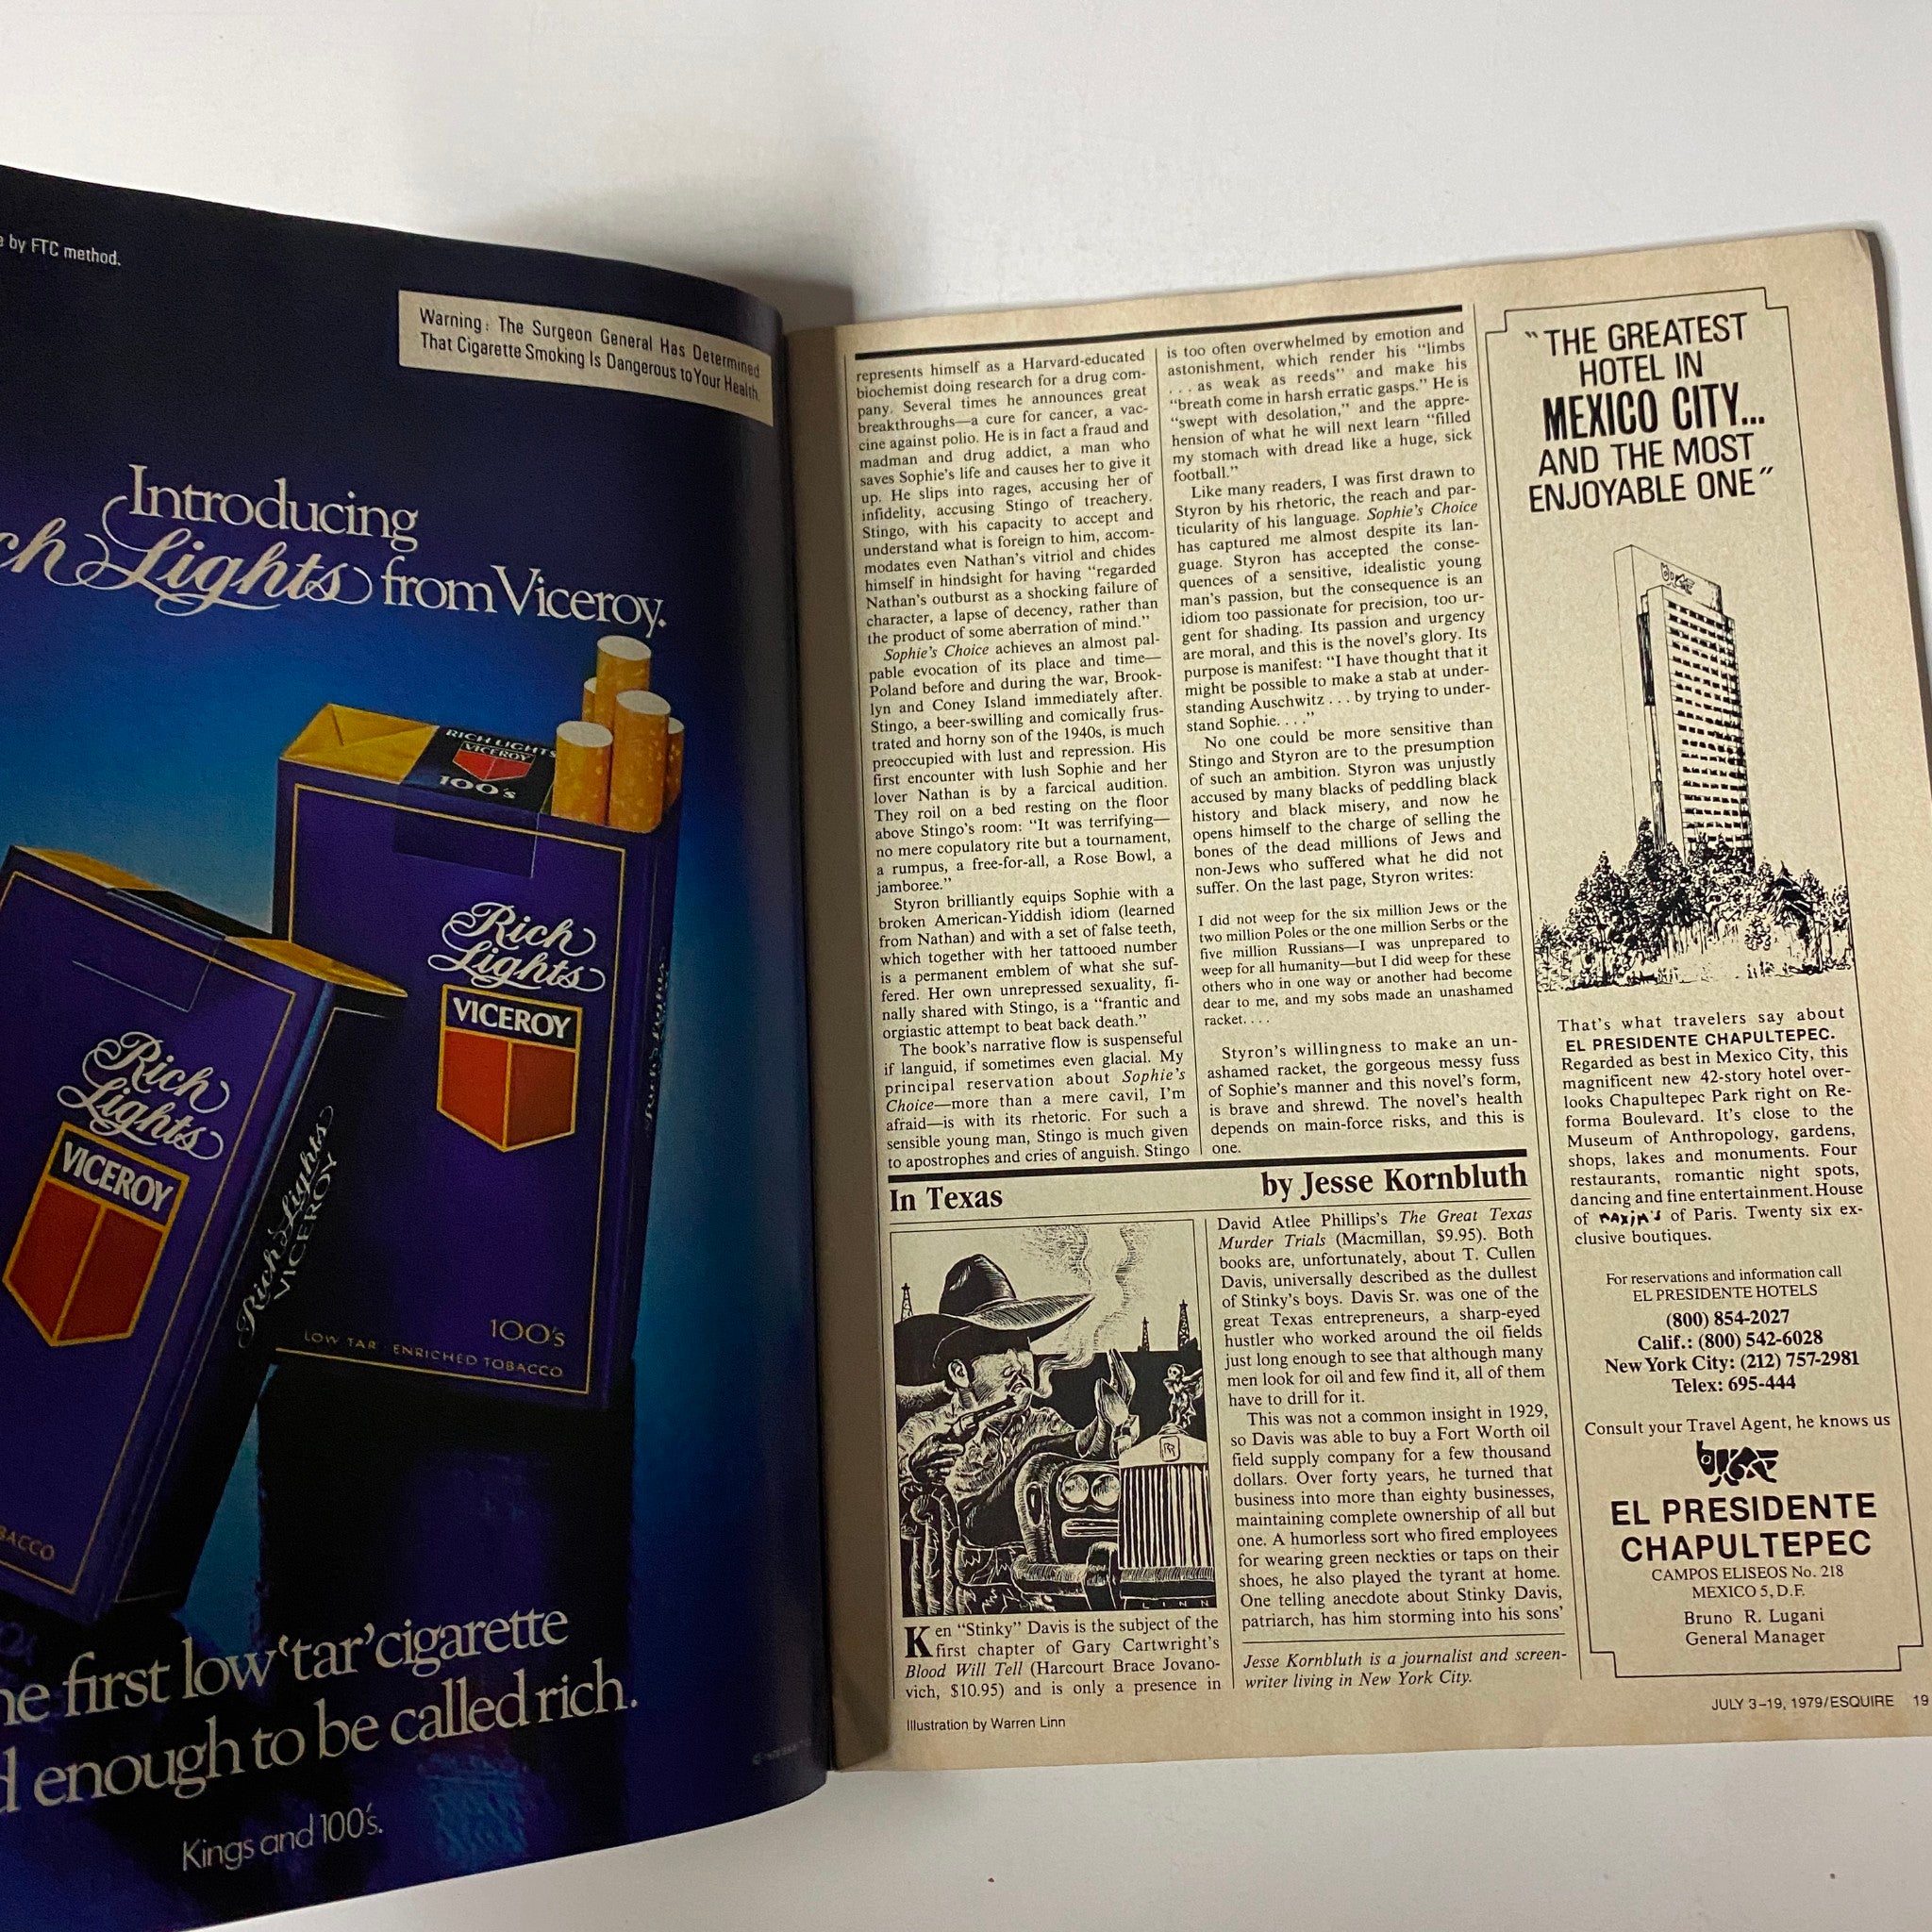 e by FTC method.
Warning: The Surgeon General Has Determined
That Cigarette Smoking Is Dangerous to Your Health.
Introducing
ch Lights from Viceroy.
RICH LIGHTS
VICEROY
100's
Rich
Lights
VICEROY
100's
LOW TAR · ENRICHED TOBACCO
Rich
Lights
VICEROY
Rich Lights
VICEROY
BACCO
he first low 'tar' cigarette
d enough to be called rich.
Kings and 100's.
represents himself as a Harvard-educated
biochemist doing research for a drug com-
pany. Several times he announces great
breakthroughs—a cure for cancer, a vac-
cine against polio. He is in fact a fraud and
madman and drug addict, a man who
saves Sophie's life and causes her to give it
up. He slips into rages, accusing her of
infidelity, accusing Stingo of treachery.
Stingo, with his capacity to accept and
understand what is foreign to him, accom-
modates even Nathan's vitriol and chides
himself in hindsight for having "regarded
Nathan's outburst as a shocking failure of
character, a lapse of decency, rather than
the product of some aberration of mind."
Sophie's Choice achieves an almost pal-
pable evocation of its place and time—
Poland before and during the war, Brook-
lyn and Coney Island immediately after.
Stingo, a beer-swilling and comically frus-
trated and horny son of the 1940s, is much
preoccupied with lust and repression. His
first encounter with lush Sophie and her
lover Nathan is by a farcical audition.
They roil on a bed resting on the floor
above Stingo's room: "It was terrifying—
no mere copulatory rite but a tournament,
a rumpus, a free-for-all, a Rose Bowl, a
jamboree."
Styron brilliantly equips Sophie with a
broken American-Yiddish idiom (learned
from Nathan) and with a set of false teeth,
which together with her tattooed number
is a permanent emblem of what she suf-
fered. Her own unrepressed sexuality, fi-
nally shared with Stingo, is a "frantic and
orgiastic attempt to beat back death."
The book's narrative flow is suspenseful
if languid, if sometimes even glacial. My
principal reservation about Sophie's
Choice—more than a mere cavil, I'm
afraid—is with its rhetoric. For such a
sensible young man, Stingo is much given
to apostrophes and cries of anguish. Stingo
is too often overwhelmed by emotion and
astonishment, which render his "limbs
. . . as weak as reeds" and make his
"breath come in harsh erratic gasps." He is
"swept with desolation," and the appre-
hension of what he will next learn "filled
my stomach with dread like a huge, sick
football."
Like many readers, I was first drawn to
Styron by his rhetoric, the reach and par-
ticularity of his language. Sophie's Choice
has captured me almost despite its lan-
guage. Styron has accepted the conse-
quences of a sensitive, idealistic young
man's passion, but the consequence is an
idiom too passionate for precision, too ur-
gent for shading. Its passion and urgency
are moral, and this is the novel's glory. Its
purpose is manifest: "I have thought that it
might be possible to make a stab at under-
standing Auschwitz . . . by trying to under-
stand Sophie. . . ."
No one could be more sensitive than
Stingo and Styron are to the presumption
of such an ambition. Styron was unjustly
accused by many blacks of peddling black
history and black misery, and now he
opens himself to the charge of selling the
bones of the dead millions of Jews and
non-Jews who suffered what he did not
suffer. On the last page, Styron writes:
I did not weep for the six million Jews or the
two million Poles or the one million Serbs or the
five million Russians—I was unprepared to
weep for all humanity—but I did weep for these
others who in one way or another had become
dear to me, and my sobs made an unashamed
racket. . . .
Styron's willingness to make an un-
ashamed racket, the gorgeous messy fuss
of Sophie's manner and this novel's form,
is brave and shrewd. The novel's health
depends on main-force risks, and this is
one.
In Texas by Jesse Kornbluth
LINN
Ken "Stinky" Davis is the subject of the
first chapter of Gary Cartwright's
Blood Will Tell (Harcourt Brace Jovano-
vich, $10.95) and is only a presence in
Illustration by Warren Linn
David Atlee Phillips's The Great Texas
Murder Trials (Macmillan, $9.95). Both
books are, unfortunately, about T. Cullen
Davis, universally described as the dullest
of Stinky's boys. Davis Sr. was one of the
great Texas entrepreneurs, a sharp-eyed
hustler who worked around the oil fields
just long enough to see that although many
men look for oil and few find it, all of them
have to drill for it.
This was not a common insight in 1929,
so Davis was able to buy a Fort Worth oil
field supply company for a few thousand
dollars. Over forty years, he turned that
business into more than eighty businesses,
maintaining complete ownership of all but
one. A humorless sort who fired employees
for wearing green neckties or taps on their
shoes, he also played the tyrant at home.
One telling anecdote about Stinky Davis,
patriarch, has him storming into his sons'
Jesse Kornbluth is a journalist and screen-
writer living in New York City.
"THE GREATEST
HOTEL IN
MEXICO CITY...
AND THE MOST
ENJOYABLE ONE"
That's what travelers say about
EL PRESIDENTE CHAPULTEPEC.
Regarded as best in Mexico City, this
magnificent new 42-story hotel over-
looks Chapultepec Park right on Re-
forma Boulevard. It's close to the
Museum of Anthropology, gardens,
shops, lakes and monuments. Four
restaurants, romantic night spots,
dancing and fine entertainment. House
of MAXIM'S of Paris. Twenty six ex-
clusive boutiques.
For reservations and information call
EL PRESIDENTE HOTELS
(800) 854-2027
Calif.: (800) 542-6028
New York City: (212) 757-2981
Telex: 695-444
Consult your Travel Agent, he knows us
EL PRESIDENTE
CHAPULTEPEC
CAMPOS ELISEOS No. 218
MEXICO 5, D.F.
Bruno R. Lugani
General Manager
JULY 3–19, 1979/ESQUIRE 19